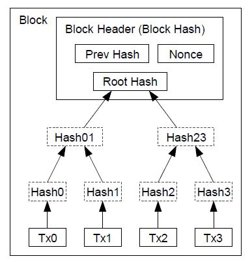 Block
Block Header (Block Hash)
Prev Hash Nonce
Root Hash
Hash01 Hash23
Hash0 Hash1 Hash2 Hash3
Tx0 Tx1 Tx2 Tx3